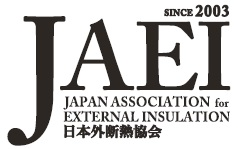 SINCE 2003
JAEI
JAPAN ASSOCIATION for
EXTERNAL INSULATION
日本外断熱協会